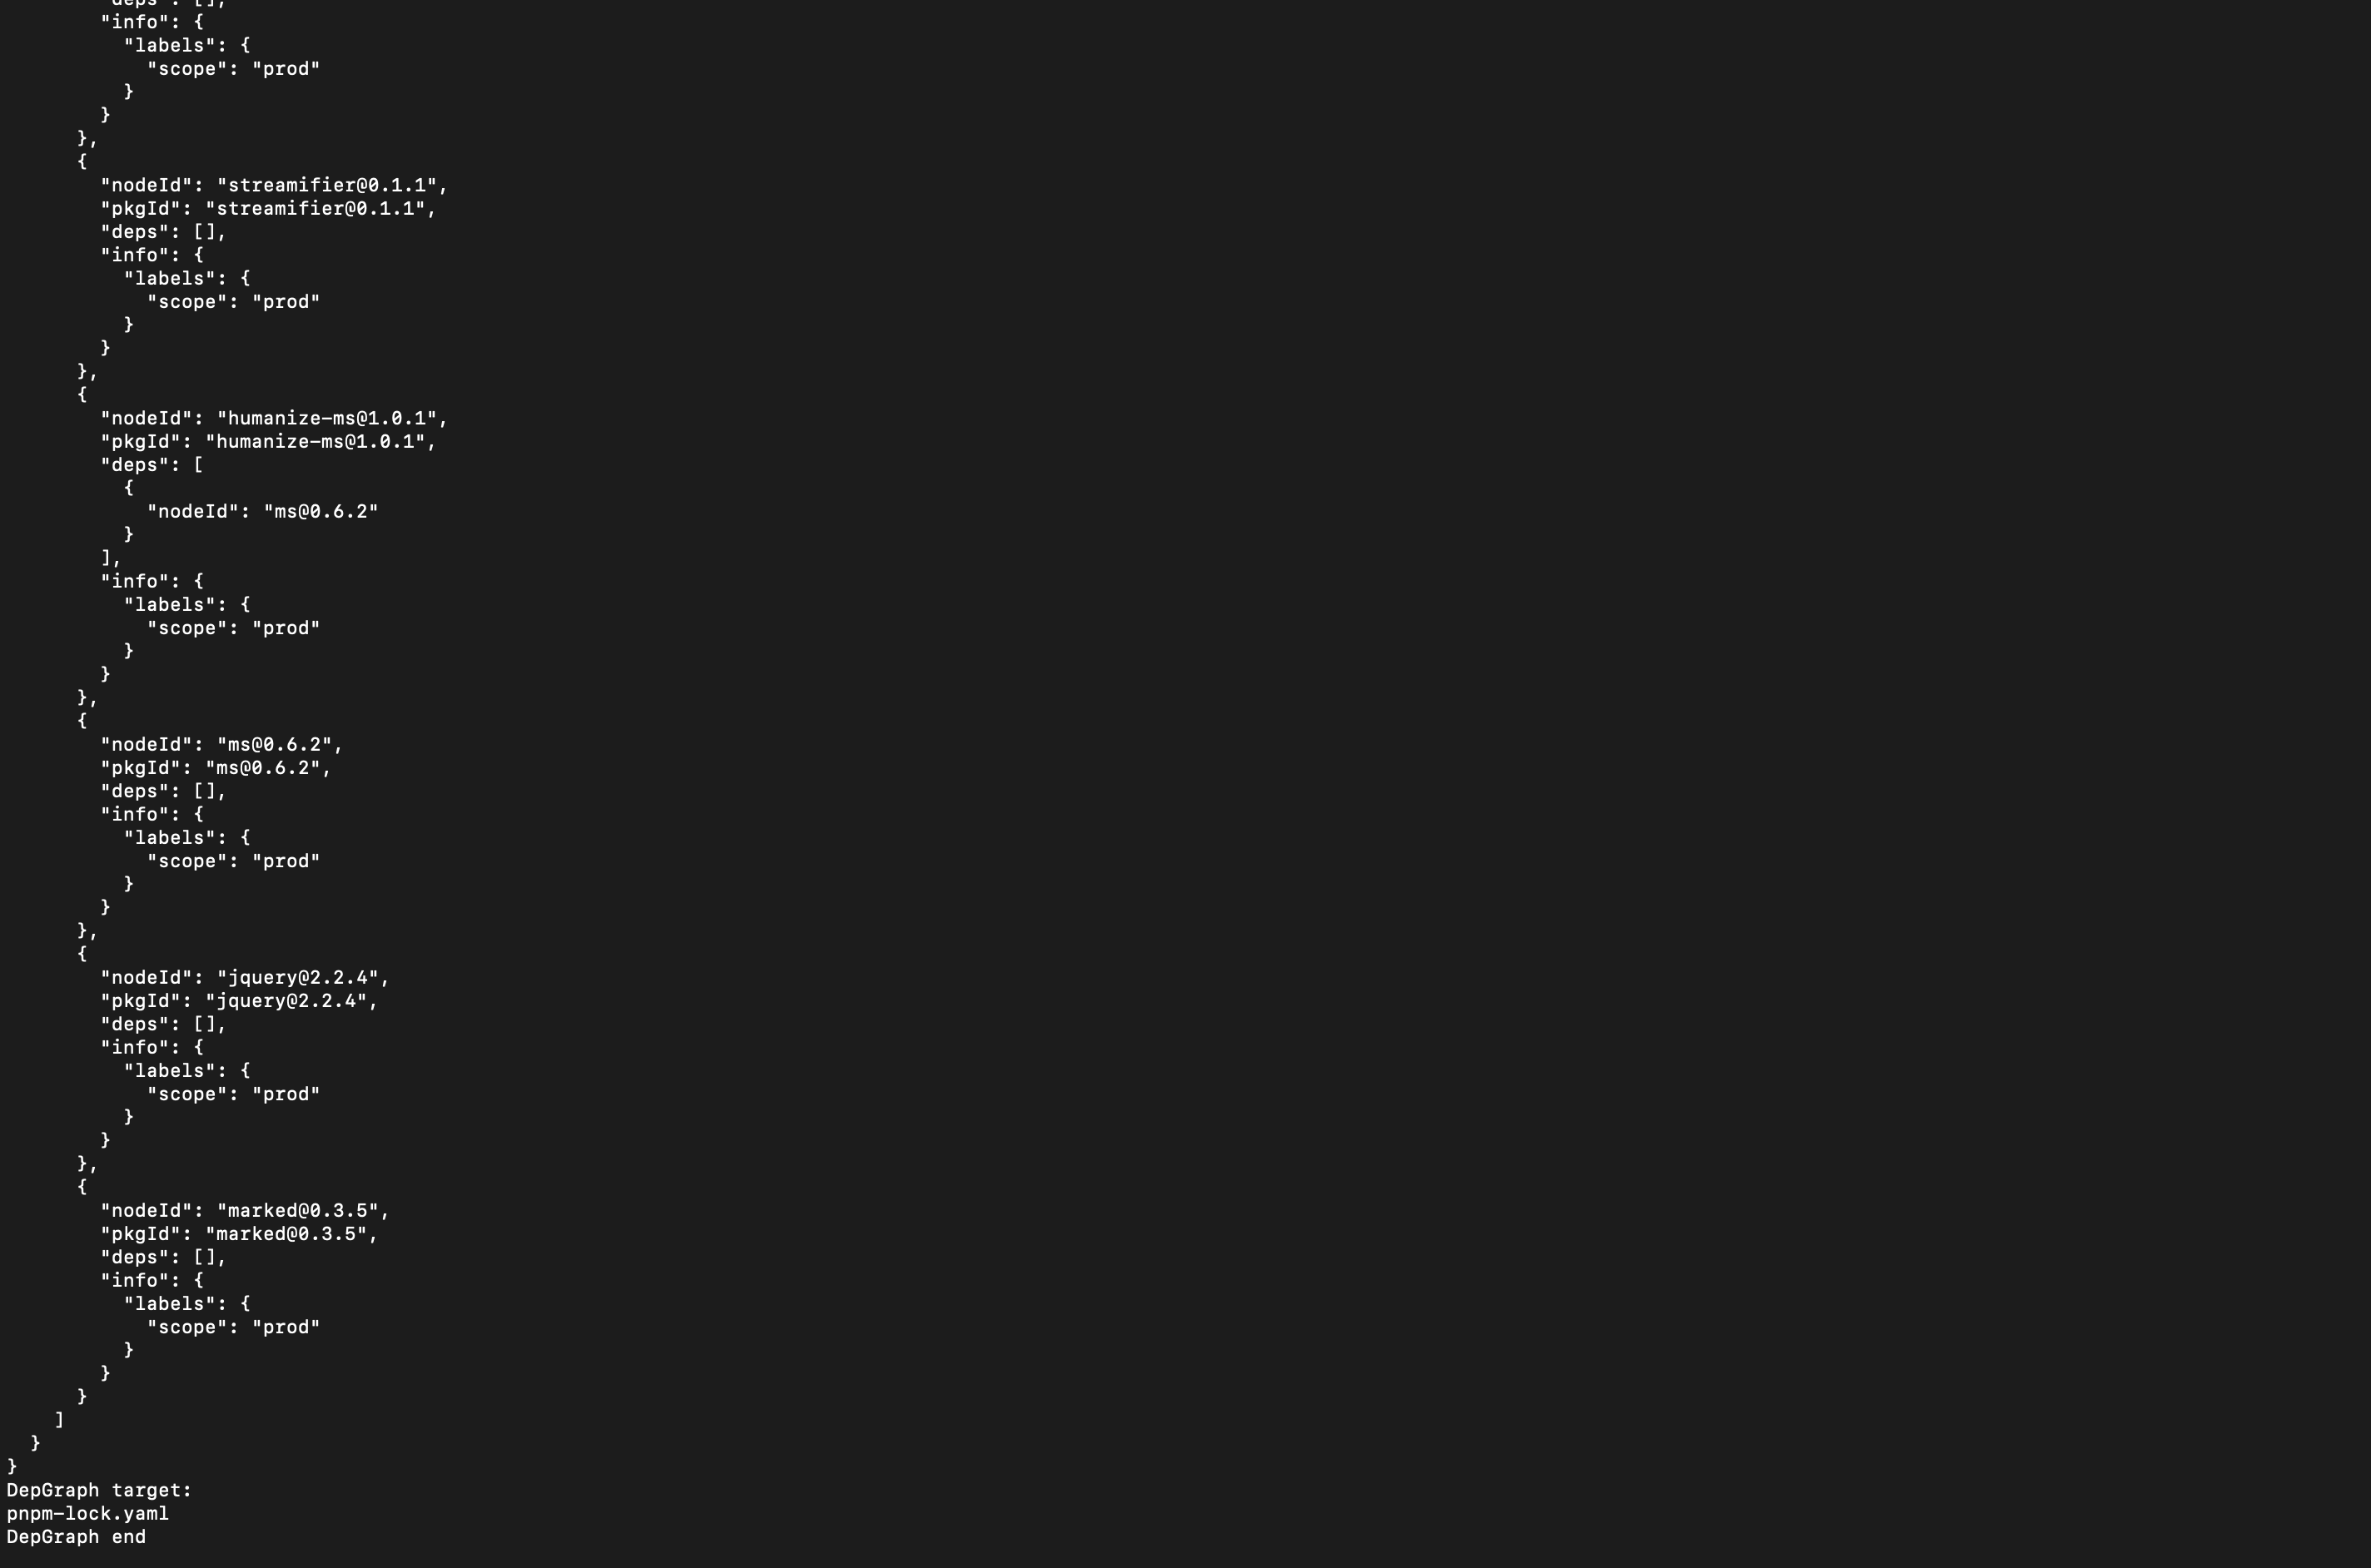 "deps": [],
        "info": {
          "labels": {
            "scope": "prod"
          }
        }
      },
      {
        "nodeId": "streamifier@0.1.1",
        "pkgId": "streamifier@0.1.1",
        "deps": [],
        "info": {
          "labels": {
            "scope": "prod"
          }
        }
      },
      {
        "nodeId": "humanize-ms@1.0.1",
        "pkgId": "humanize-ms@1.0.1",
        "deps": [
          {
            "nodeId": "ms@0.6.2"
          }
        ],
        "info": {
          "labels": {
            "scope": "prod"
          }
        }
      },
      {
        "nodeId": "ms@0.6.2",
        "pkgId": "ms@0.6.2",
        "deps": [],
        "info": {
          "labels": {
            "scope": "prod"
          }
        }
      },
      {
        "nodeId": "jquery@2.2.4",
        "pkgId": "jquery@2.2.4",
        "deps": [],
        "info": {
          "labels": {
            "scope": "prod"
          }
        }
      },
      {
        "nodeId": "marked@0.3.5",
        "pkgId": "marked@0.3.5",
        "deps": [],
        "info": {
          "labels": {
            "scope": "prod"
          }
        }
      }
    ]
  }
}
DepGraph target:
pnpm-lock.yaml
DepGraph end